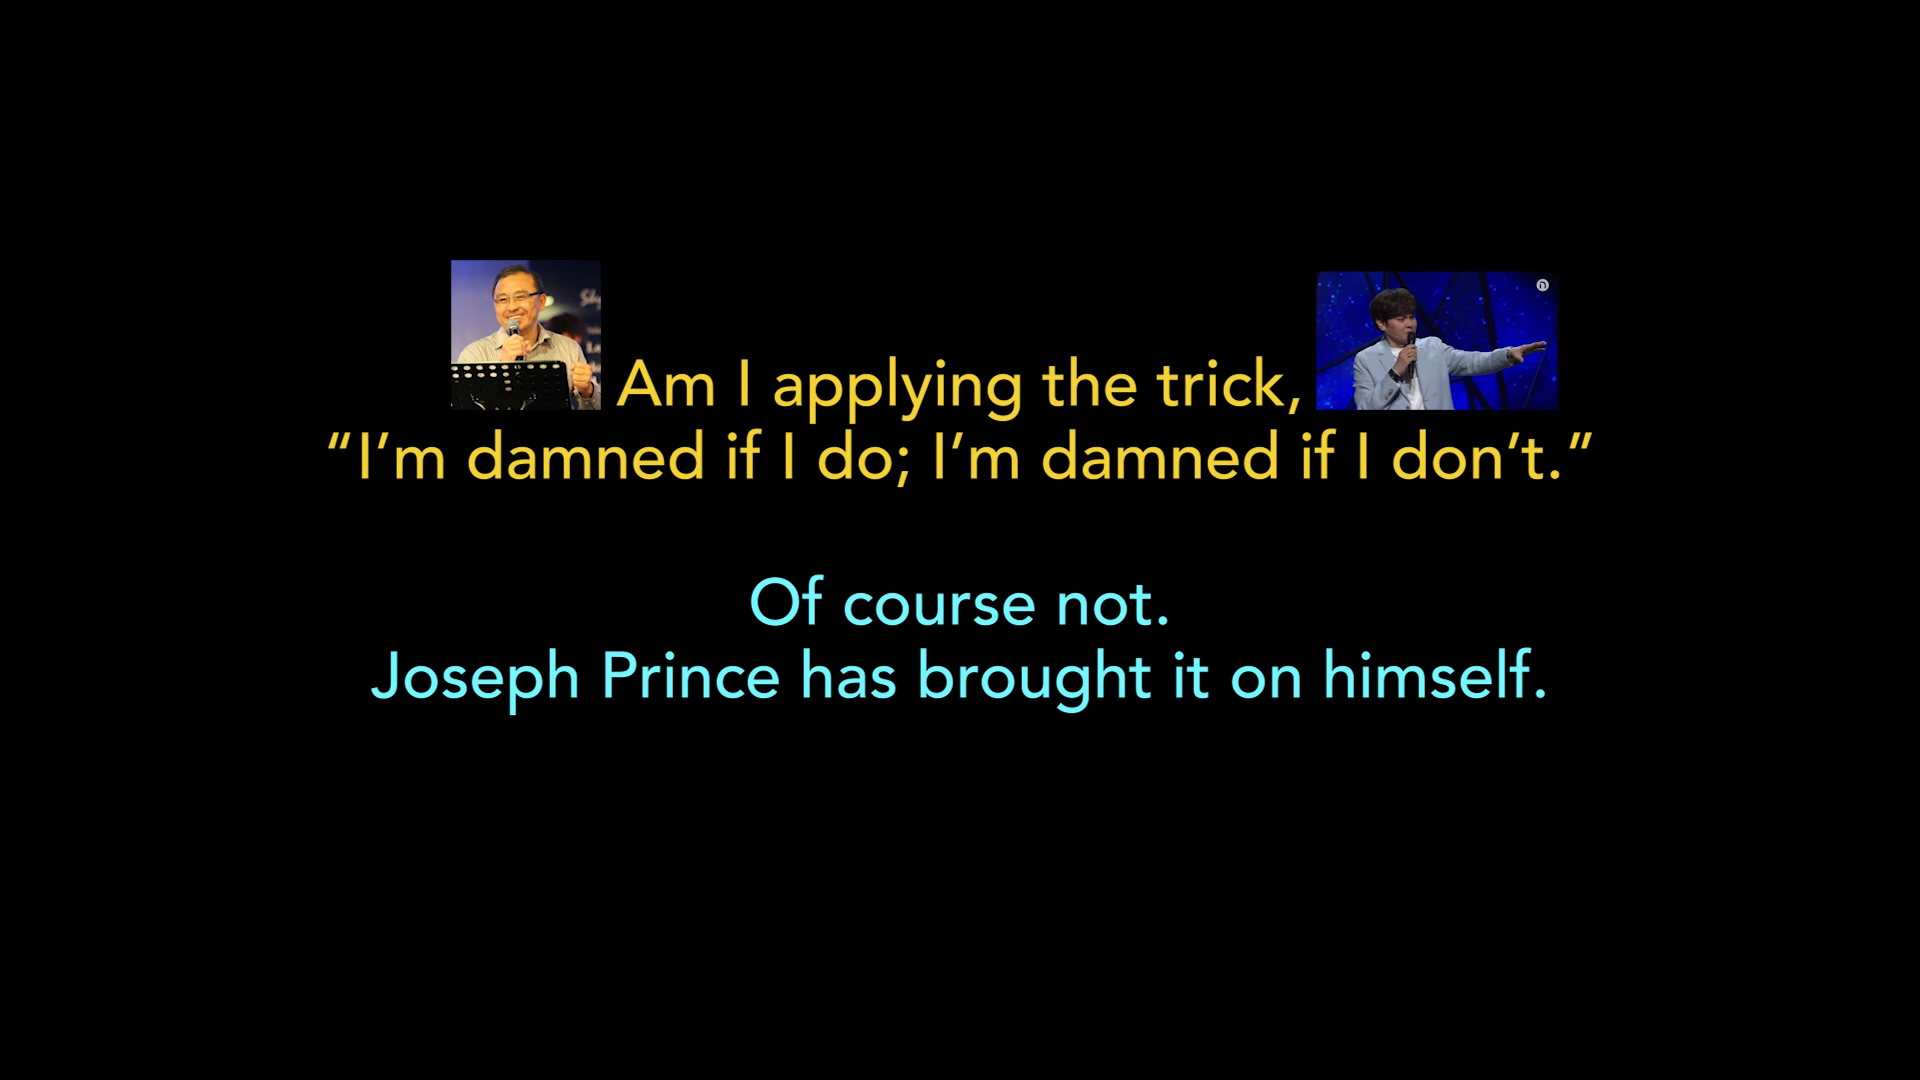 Am I applying the trick,
“I’m damned if I do; I’m damned if I don’t.”
Of course not.
Joseph Prince has brought it on himself.